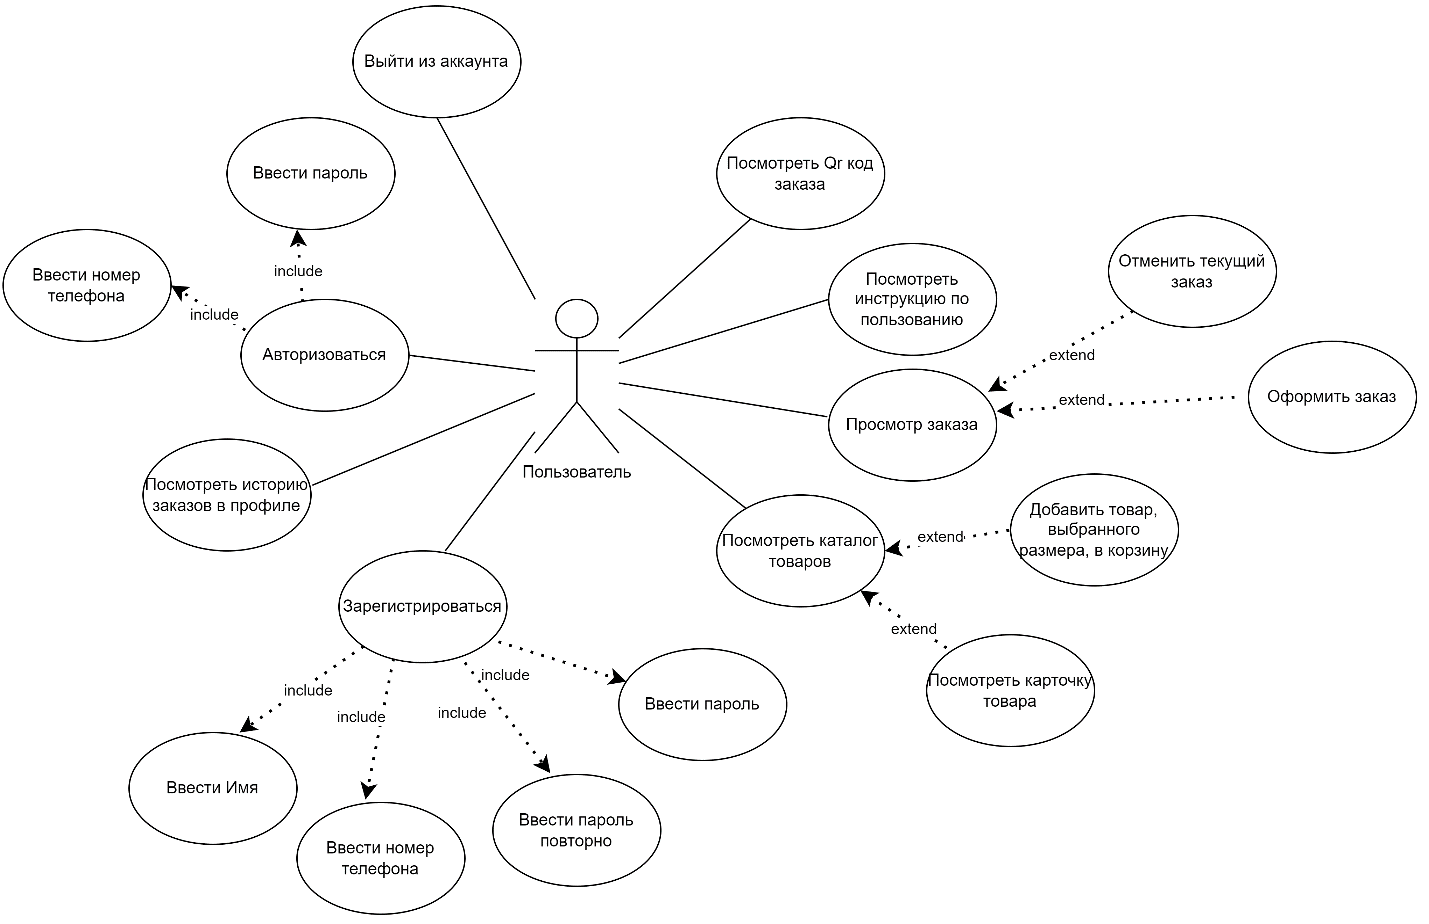 Выйти из аккаунта
Ввести пароль
Посмотреть Qr код
заказа
Ввести номер
телефона
include
include
Авторизоваться
Посмотреть
инструкцию по
пользованию
Отменить текущий
заказ
extend
Просмотр заказа
extend
Оформить заказ
Пользователь
Посмотреть историю
заказов в профиле
Посмотреть каталог
товаров
extend
Добавить товар,
выбранного
размера, в корзину
extend
Посмотреть карточку
товара
Зарегистрироваться
include
include
include
include
Ввести пароль
Ввести Имя
Ввести номер
телефона
Ввести пароль
повторно